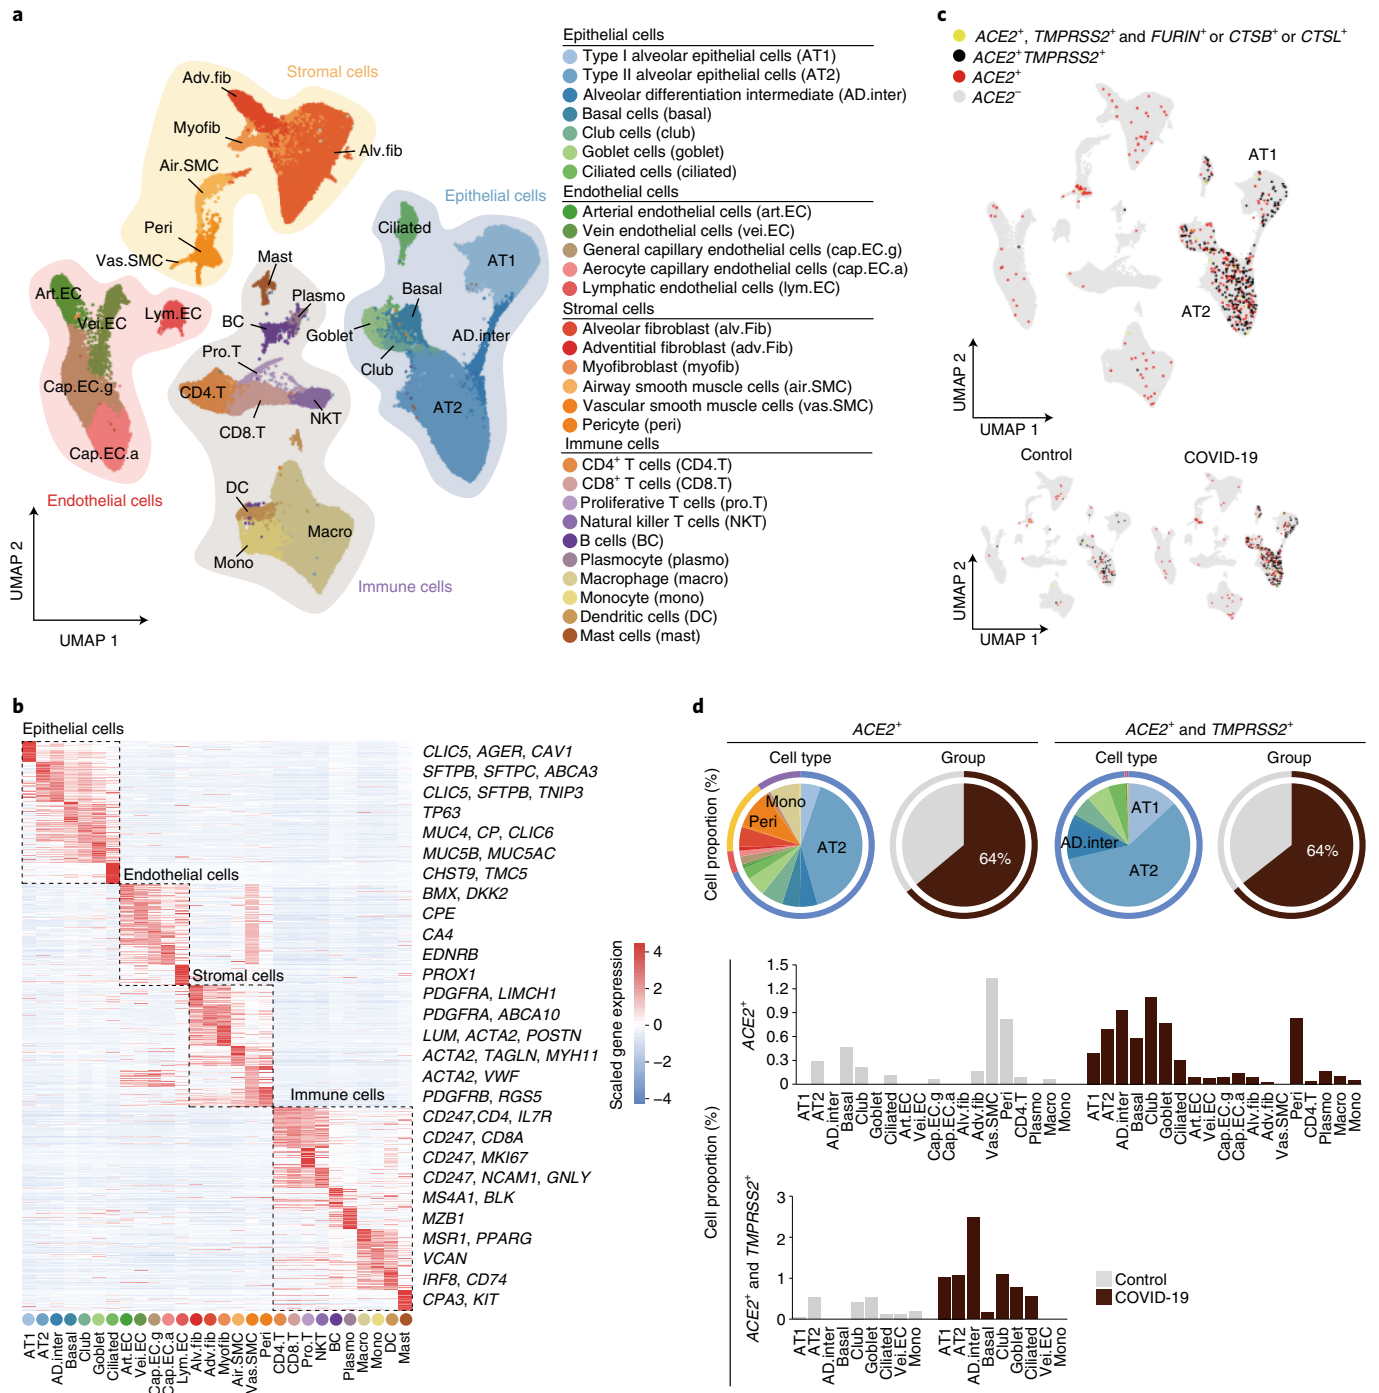 a
Stromal cells
Adv.fib
Myofib
Air.SMC
Alv.fib
Peri
Vas.SMC
Epithelial cells
Ciliated
AT1
Basal
Goblet
Club
AD.inter
AT2
Mast
Plasmo
BC
Pro.T
CD4.T
CD8.T
NKT
DC
Mono
Macro
Immune cells
Art.EC
Vei.EC
Lym.EC
Cap.EC.g
Cap.EC.a
Endothelial cells
UMAP 2
UMAP 1
Epithelial cells
Type I alveolar epithelial cells (AT1)
Type II alveolar epithelial cells (AT2)
Alveolar differentiation intermediate (AD.inter)
Basal cells (basal)
Club cells (club)
Goblet cells (goblet)
Ciliated cells (ciliated)
Endothelial cells
Arterial endothelial cells (art.EC)
Vein endothelial cells (vei.EC)
General capillary endothelial cells (cap.EC.g)
Aerocyte capillary endothelial cells (cap.EC.a)
Lymphatic endothelial cells (lym.EC)
Stromal cells
Alveolar fibroblast (alv.Fib)
Adventitial fibroblast (adv.Fib)
Myofibroblast (myofib)
Airway smooth muscle cells (air.SMC)
Vascular smooth muscle cells (vas.SMC)
Pericyte (peri)
Immune cells
CD4⁺ T cells (CD4.T)
CD8⁺ T cells (CD8.T)
Proliferative T cells (pro.T)
Natural killer T cells (NKT)
B cells (BC)
Plasmocyte (plasmo)
Macrophage (macro)
Monocyte (mono)
Dendritic cells (DC)
Mast cells (mast)
c
ACE2⁺, TMPRSS2⁺ and FURIN⁺ or CTSB⁺ or CTSL⁺
ACE2⁺TMPRSS2⁺
ACE2⁺
ACE2⁻
AT1
AT2
UMAP 2
UMAP 1
Control
COVID-19
UMAP 2
UMAP 1
b
Epithelial cells
Endothelial cells
Stromal cells
Immune cells
CLIC5, AGER, CAV1
SFTPB, SFTPC, ABCA3
CLIC5, SFTPB, TNIP3
TP63
MUC4, CP, CLIC6
MUC5B, MUC5AC
CHST9, TMC5
BMX, DKK2
CPE
CA4
EDNRB
PROX1
PDGFRA, LIMCH1
PDGFRA, ABCA10
LUM, ACTA2, POSTN
ACTA2, TAGLN, MYH11
ACTA2, VWF
PDGFRB, RGS5
CD247,CD4, IL7R
CD247, CD8A
CD247, MKI67
CD247, NCAM1, GNLY
MS4A1, BLK
MZB1
MSR1, PPARG
VCAN
IRF8, CD74
CPA3, KIT
Scaled gene expression
4
2
0
−2
−4
AT1
AT2
AD.inter
Basal
Club
Goblet
Ciliated
Art.EC
Vei.EC
Cap.EC.g
Cap.EC.a
Lym.EC
Alv.fib
Adv.fib
Myofib
Air.SMC
Vas.SMC
Peri
CD4.T
CD8.T
Pro.T
NKT
BC
Plasmo
Macro
Mono
DC
Mast
d
ACE2⁺
ACE2⁺ and TMPRSS2⁺
Cell type
Group
Cell type
Group
Cell proportion (%)
Mono
Peri
AT2
64%
AT1
AD.inter
AT2
64%
Cell proportion (%)
ACE2⁺
1.5
1.2
0.9
0.6
0.3
0
AT1
AT2
AD.inter
Basal
Club
Goblet
Ciliated
Art.EC
Vei.EC
Cap.EC.g
Cap.EC.a
Alv.fib
Adv.fib
Vas.SMC
Peri
CD4.T
Plasmo
Macro
Mono
AT1
AT2
AD.inter
Basal
Club
Goblet
Ciliated
Art.EC
Vei.EC
Cap.EC.g
Cap.EC.a
Alv.fib
Adv.fib
Vas.SMC
Peri
CD4.T
Plasmo
Macro
Mono
ACE2⁺ and TMPRSS2⁺
3
2
1
0
AT1
AT2
AD.inter
Basal
Club
Goblet
Ciliated
Vei.EC
Mono
AT1
AT2
AD.inter
Basal
Club
Goblet
Ciliated
Vei.EC
Mono
Control
COVID-19